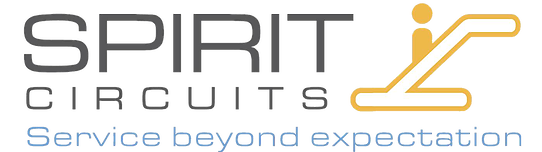 SPIRIT
CIRCUITS
Service beyond expectation